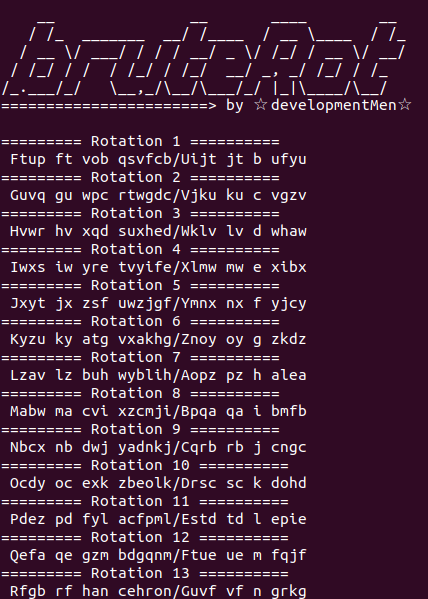 bruteRot
=======================> by ☆developmentMen☆
========= Rotation 1 ==========
Ftup ft vob qsvfcb/Uijt jt b ufyu
========= Rotation 2 ==========
Guvq gu wpc rtwgdc/Vjku ku c vgzv
========= Rotation 3 ==========
Hvwr hv xqd suxhed/Wklv lv d whaw
========= Rotation 4 ==========
Iwxs iw yre tvyife/Xlmw mw e xibx
========= Rotation 5 ==========
Jxyt jx zsf uwzjgf/Ymnx nx f yjcy
========= Rotation 6 ==========
Kyzu ky atg vxakhg/Znoy oy g zkdz
========= Rotation 7 ==========
Lzav lz buh wyblih/Aopz pz h alea
========= Rotation 8 ==========
Mabw ma cvi xzcmji/Bpqa qa i bmfb
========= Rotation 9 ==========
Nbcx nb dwj yadnkj/Cqrb rb j cngc
========= Rotation 10 ==========
Ocdy oc exk zbeolk/Drsc sc k dohd
========= Rotation 11 ==========
Pdez pd fyl acfpml/Estd td l epie
========= Rotation 12 ==========
Qefa qe gzm bdgqnm/Ftue ue m fqjf
========= Rotation 13 ==========
Rfgb rf han cehron/Guvf vf n grkg